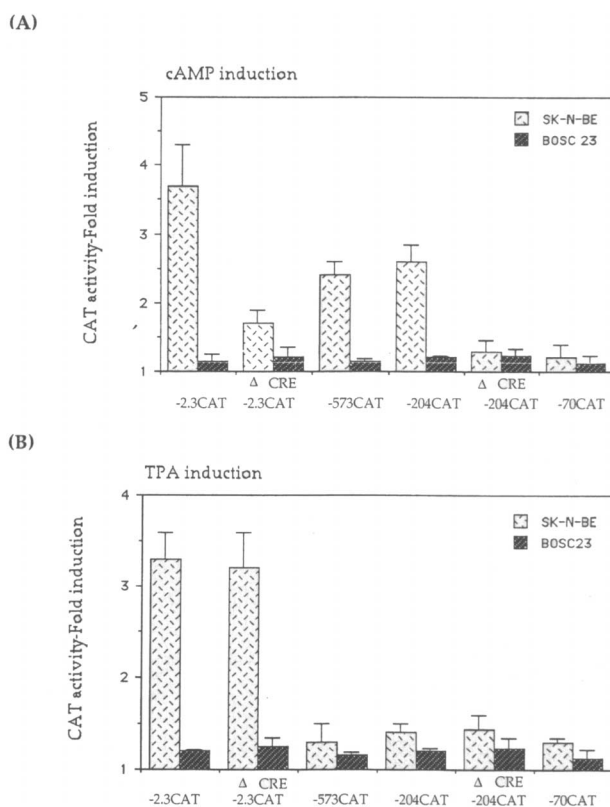 (A)
cAMP induction
5
4
3
2
1
CAT activity-Fold induction
SK-N-BE
BOSC 23
Δ CRE
Δ CRE
-2.3CAT -2.3CAT -573CAT -204CAT -204CAT -70CAT
(B)
TPA induction
4
3
2
1
CAT activity-Fold induction
SK-N-BE
BOSC23
Δ CRE
Δ CRE
-2.3CAT -2.3CAT -573CAT -204CAT -204CAT -70CAT